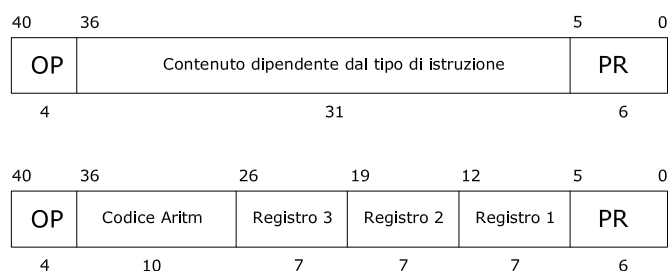 40 36 5 0
OP Contenuto dipendente dal tipo di istruzione PR
4 31 6
40 36 26 19 12 5 0
OP Codice Aritm Registro 3 Registro 2 Registro 1 PR
4 10 7 7 7 6